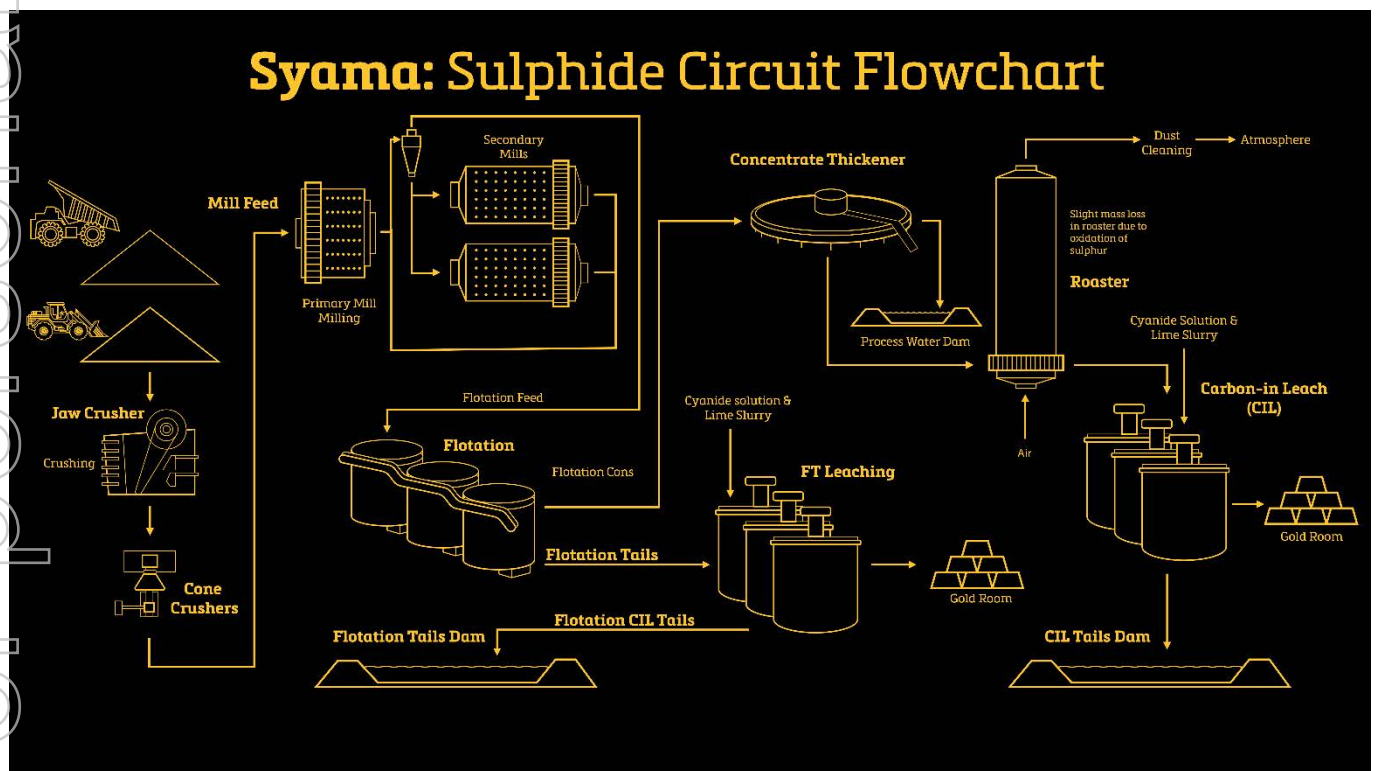 Syama: Sulphide Circuit Flowchart
Mill Feed
Primary Mill
Milling
Secondary
Mills
Concentrate Thickener
Process Water Dam
Dust
Cleaning
Atmosphere
Slight mass loss
in roaster due to
oxidation of
sulphur
Roaster
Air
Jaw Crusher
Crushing
Cone
Crushers
Flotation Feed
Flotation
Flotation Cons
Flotation Tails
Cyanide solution &
Lime Slurry
FT Leaching
Gold Room
Flotation CIL Tails
Flotation Tails Dam
Cyanide Solution &
Lime Slurry
Carbon-in Leach
(CIL)
Gold Room
CIL Tails Dam